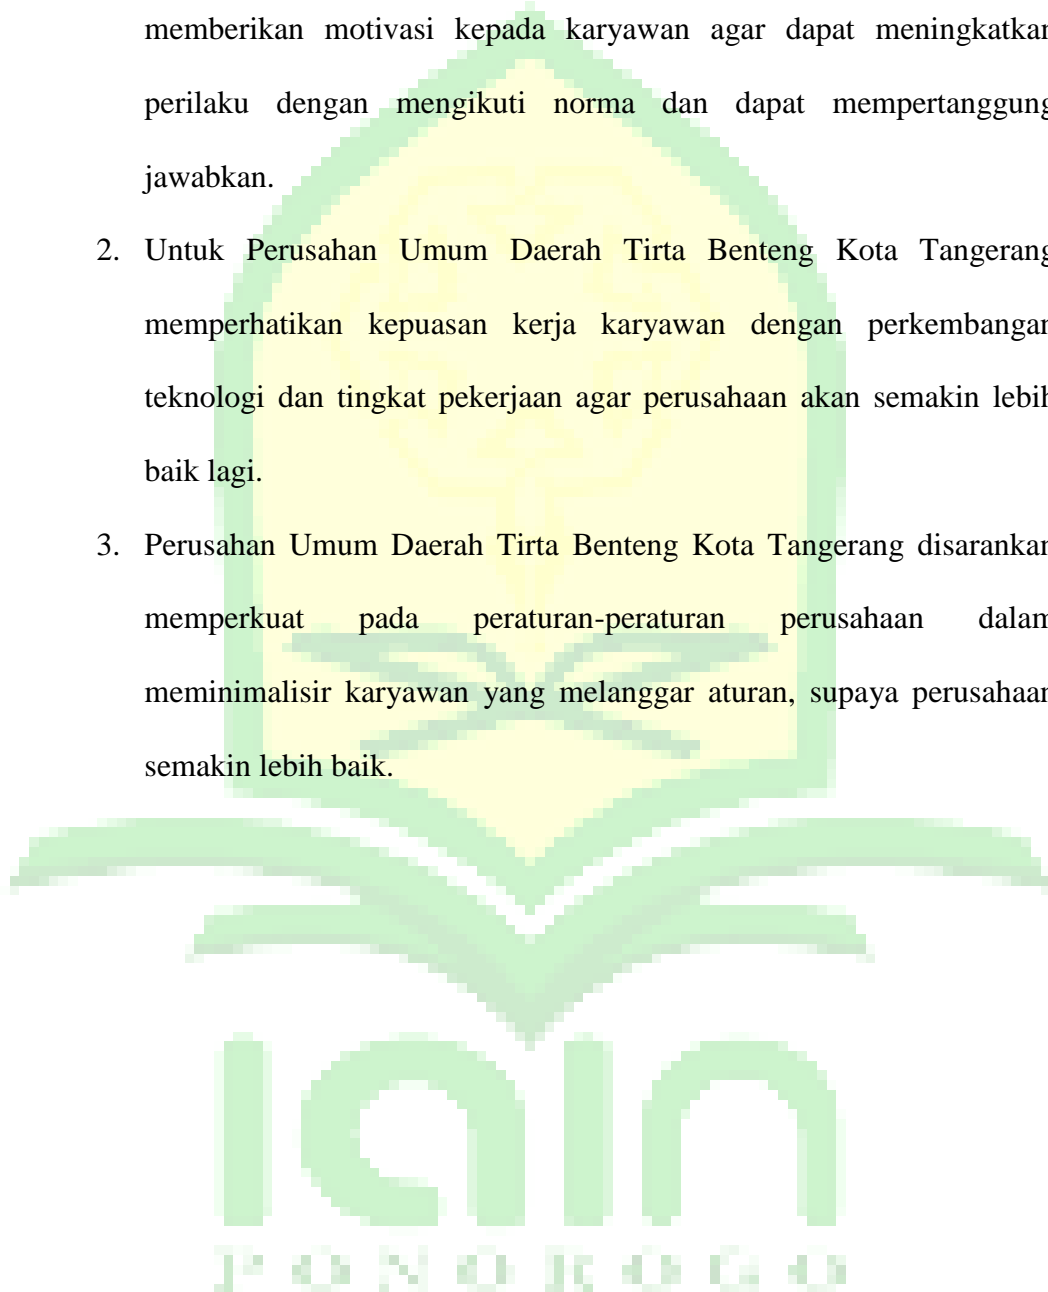 memberikan motivasi kepada karyawan agar dapat meningkatkan
perilaku dengan mengikuti norma dan dapat mempertanggung
jawabkan.
2. Untuk Perusahan Umum Daerah Tirta Benteng Kota Tangerang
memperhatikan kepuasan kerja karyawan dengan perkembangan
teknologi dan tingkat pekerjaan agar perusahaan akan semakin lebih
baik lagi.
3. Perusahan Umum Daerah Tirta Benteng Kota Tangerang disarankan
memperkuat pada peraturan-peraturan perusahaan dalam
meminimalisir karyawan yang melanggar aturan, supaya perusahaan
semakin lebih baik.
iain
PONOROGO